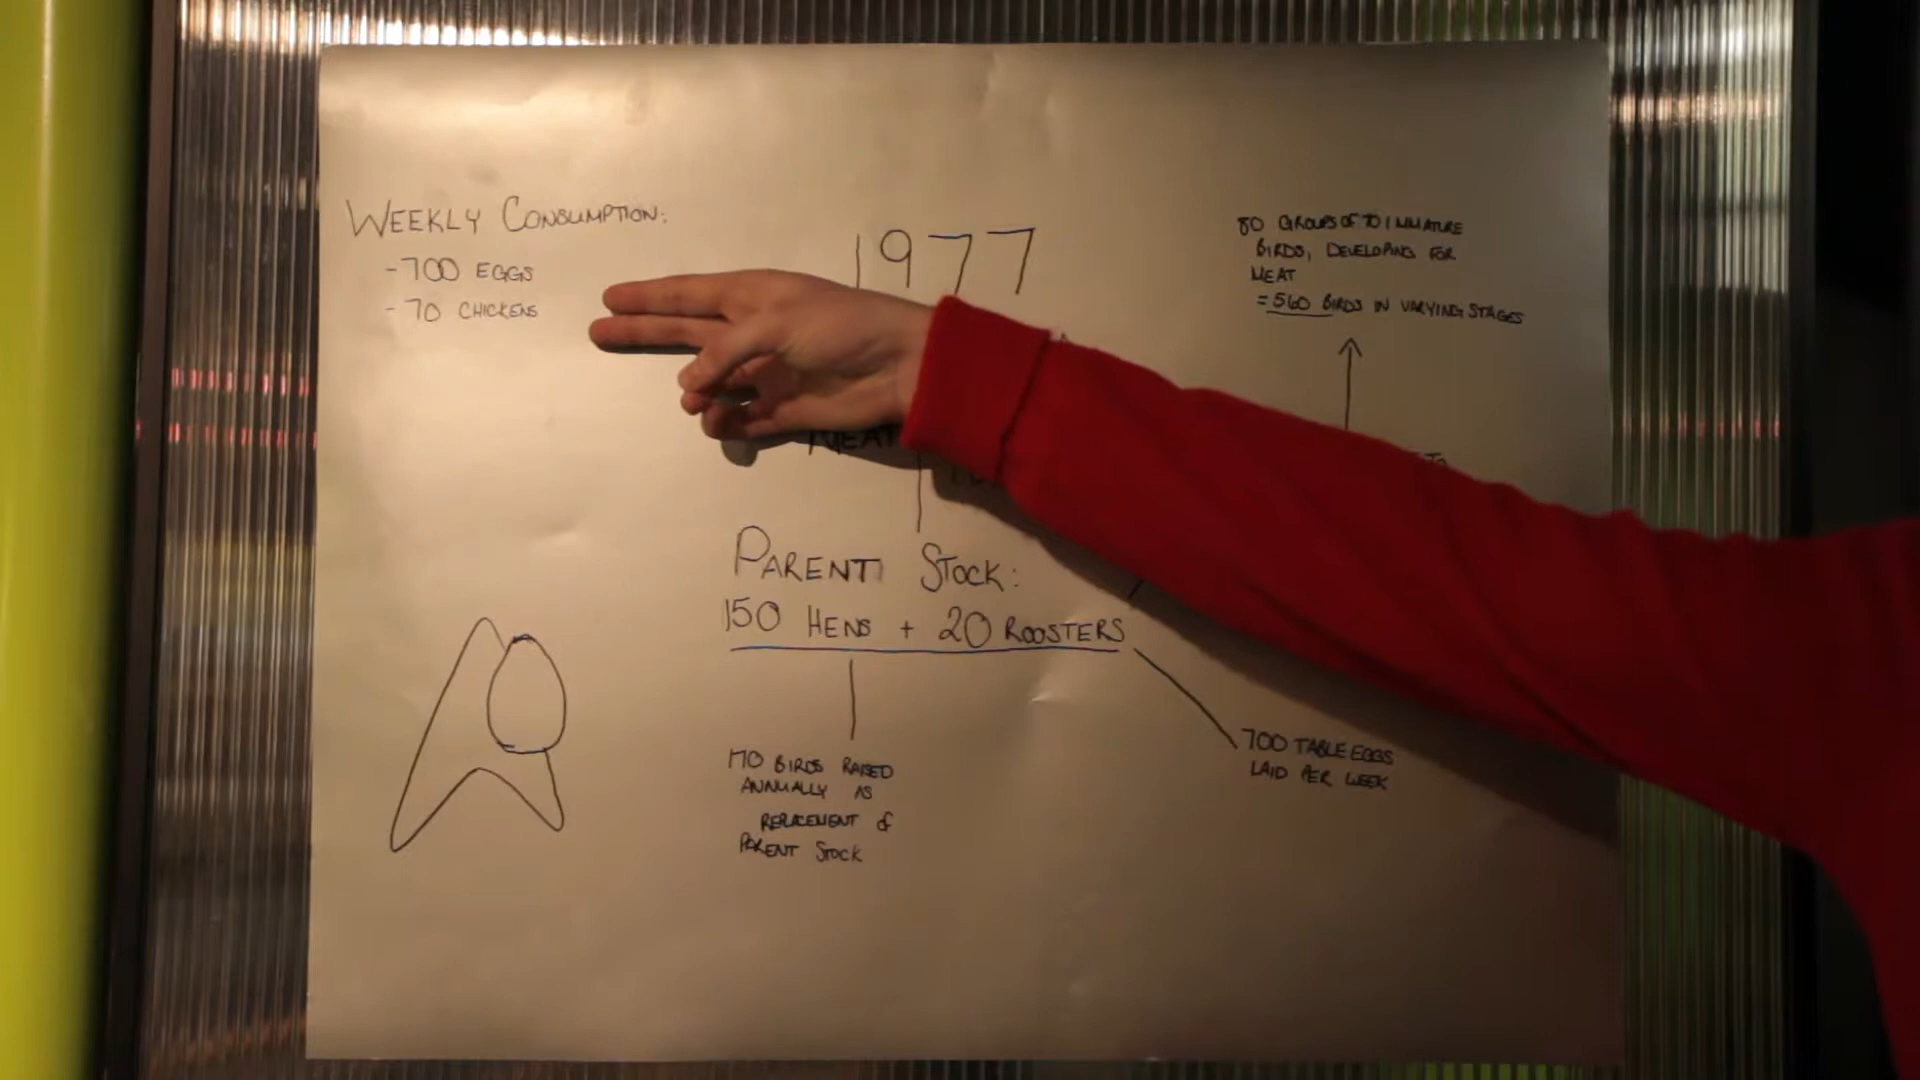 WEEKLY CONSUMPTION:
- 700 EGGS
- 70 CHICKENS
1977
80 GROUPS OF 70 IMMATURE
BIRDS, DEVELOPING FOR
MEAT
= 560 BIRDS IN VARYING STAGES
MEAT
PARENT STOCK:
150 HENS + 20 ROOSTERS
170 BIRDS RAISED
ANNUALLY AS
REPLACEMENT of
PARENT STOCK
700 TABLE EGGS
LAID PER WEEK